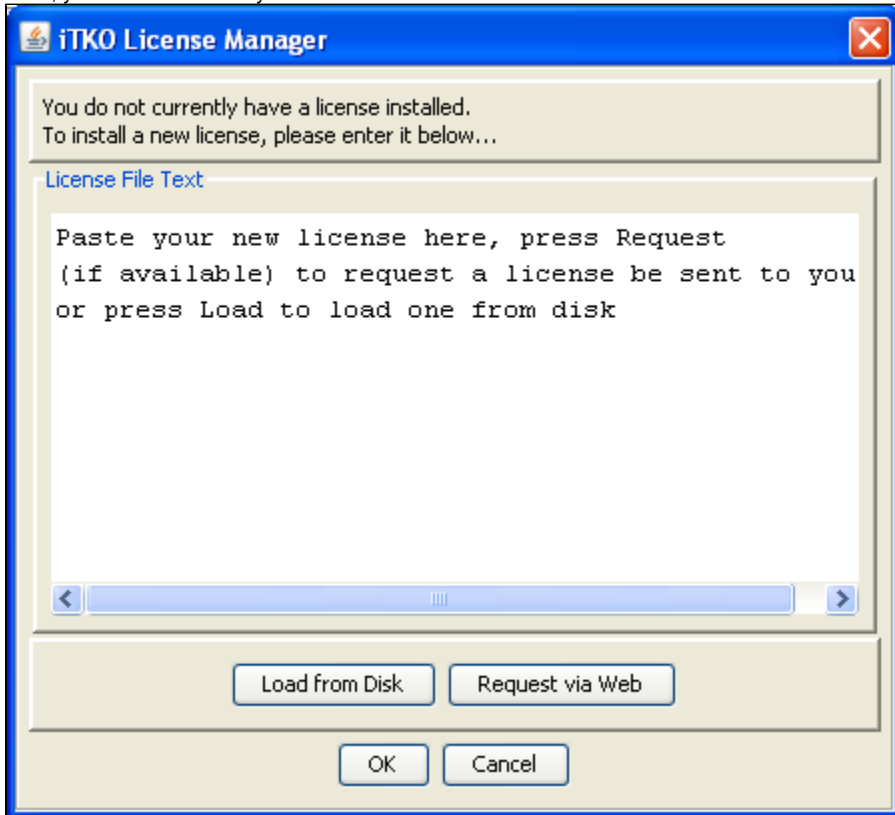 iTKO License Manager
You do not currently have a license installed.
To install a new license, please enter it below...
License File Text
Paste your new license here, press Request
(if available) to request a license be sent to you
or press Load to load one from disk
Load from Disk Request via Web
OK Cancel